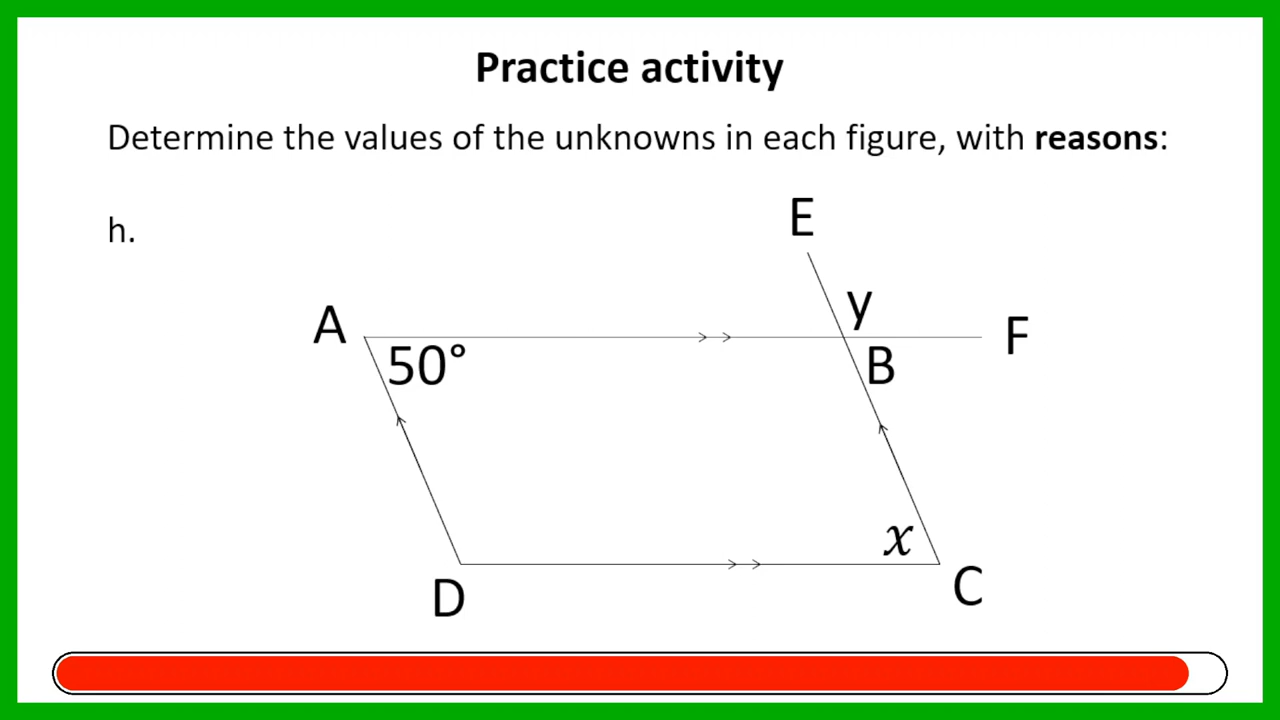 Practice activity
Determine the values of the unknowns in each figure, with reasons:
h.
E
y
A
F
50°
B
x
D
C